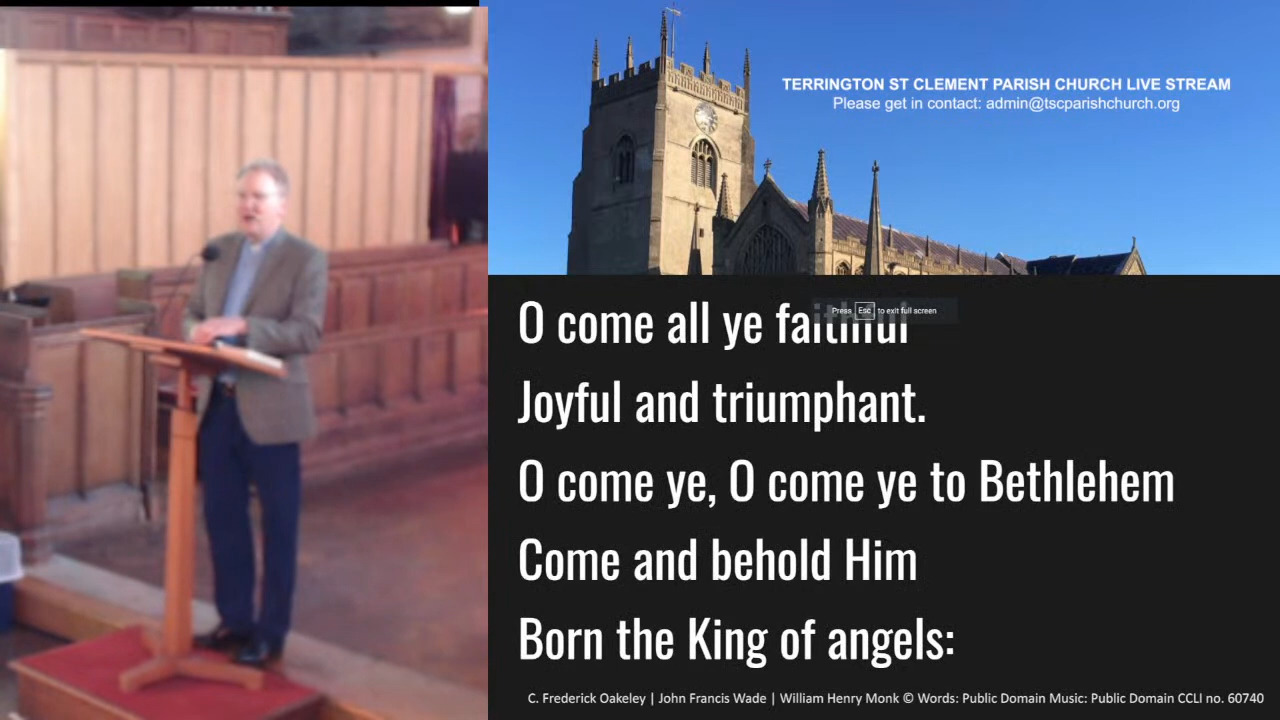 TERRINGTON ST CLEMENT PARISH CHURCH LIVE STREAM
Please get in contact: admin@tscparishchurch.org
Press Esc to exit full screen
O come all ye faithful
Joyful and triumphant.
O come ye, O come ye to Bethlehem
Come and behold Him
Born the King of angels:
C. Frederick Oakeley | John Francis Wade | William Henry Monk © Words: Public Domain Music: Public Domain CCLI no. 60740